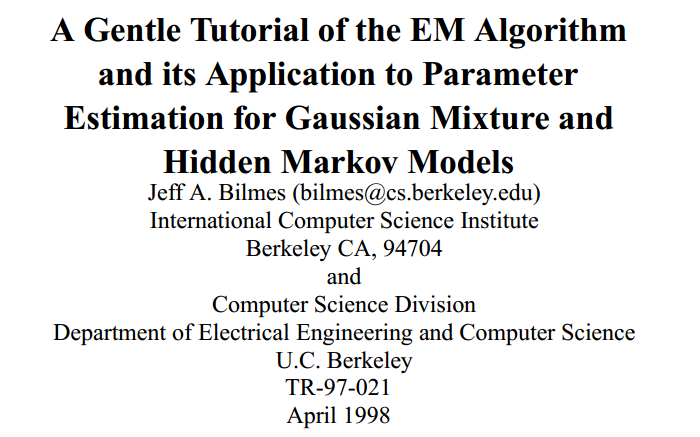 A Gentle Tutorial of the EM Algorithm
and its Application to Parameter
Estimation for Gaussian Mixture and
Hidden Markov Models
Jeff A. Bilmes (bilmes@cs.berkeley.edu)
International Computer Science Institute
Berkeley CA, 94704
and
Computer Science Division
Department of Electrical Engineering and Computer Science
U.C. Berkeley
TR-97-021
April 1998